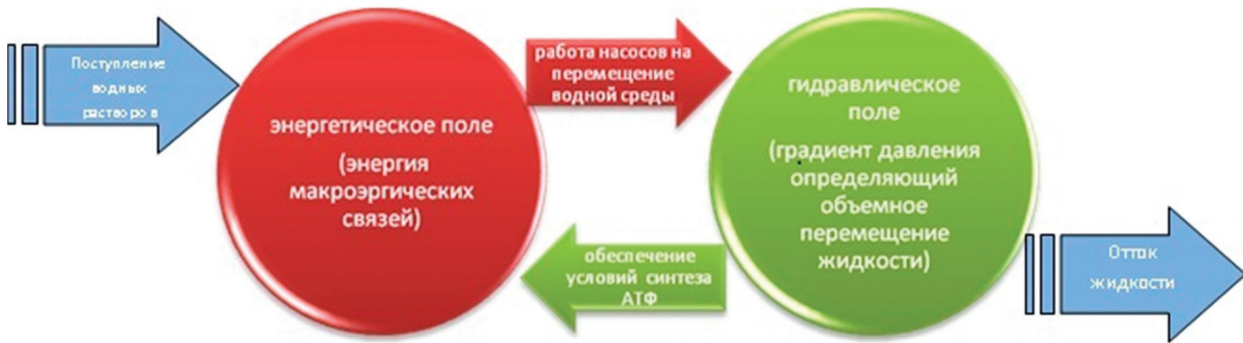 Поступление
водных
растворов
энергетическое поле
(энергия
макроэргических
связей)
работа насосов на
перемещение
водной среды
обеспечение
условий синтеза
АТФ
гидравлическое
поле
(градиент давления
определяющий
объемное
перемещение
жидкости)
Отток
жидкости